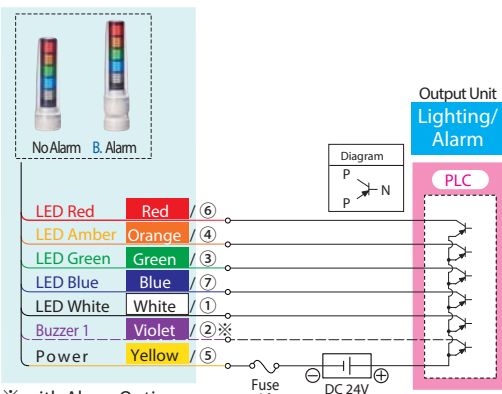 No Alarm B. Alarm
Output Unit
Lighting/
Alarm
Diagram
P
N
P
PLC
LED Red Red /⑥
LED Amber Orange /④
LED Green Green /③
LED Blue Blue /⑦
LED White White /①
Buzzer 1 Violet /②※
Power Yellow /⑤
⊖ ⊕
Fuse DC 24V